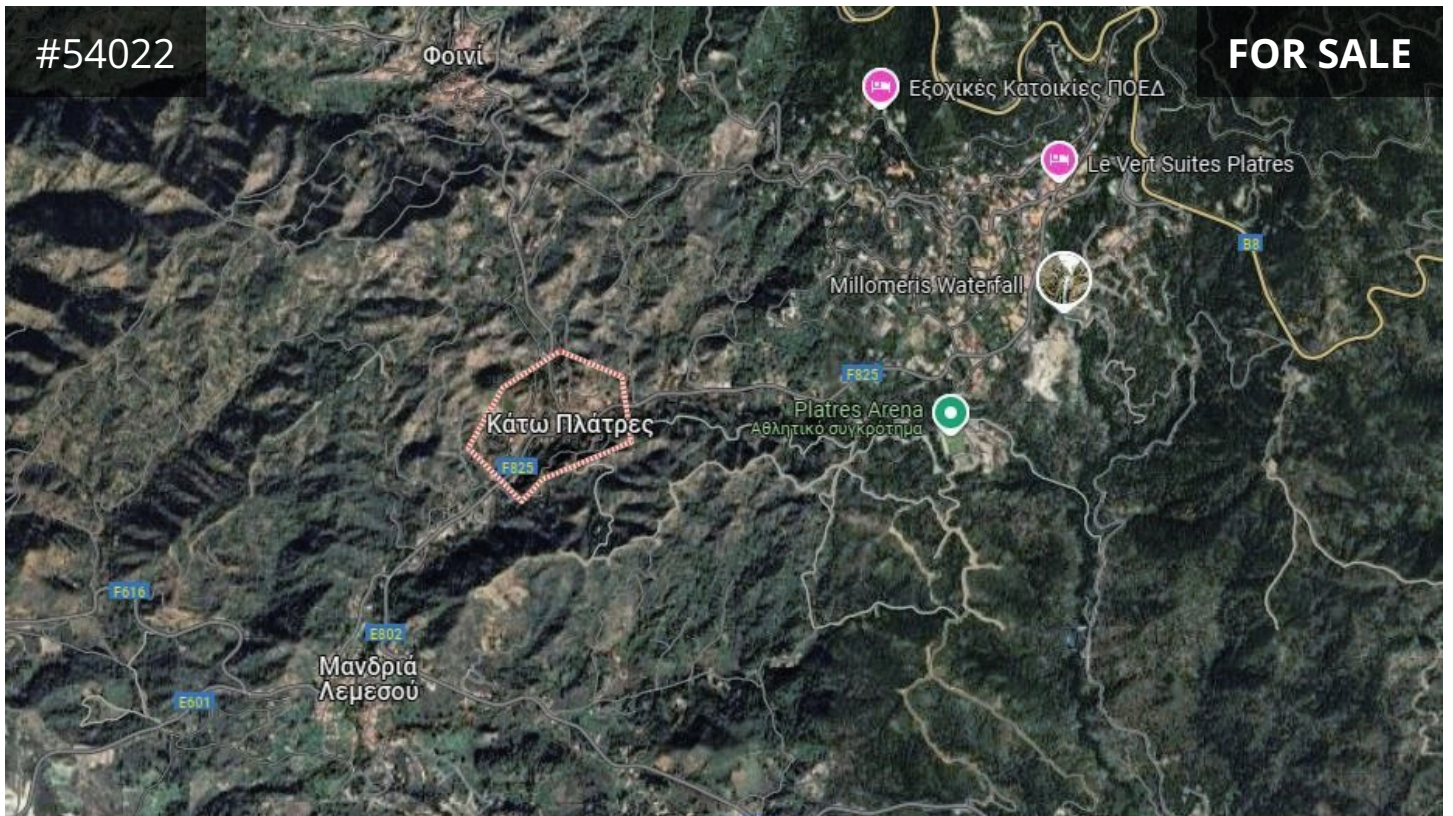 #54022
FOR SALE
Φοινί
Εξοχικές Κατοικίες ΠΟΕΔ
Le Vert Suites Platres
B8
Millomeris Waterfall
F825
Platres Arena
Αθλητικό συγκρότημα
Κάτω Πλάτρες
F825
F616
E802
Μανδριά
Λεμεσού
E601